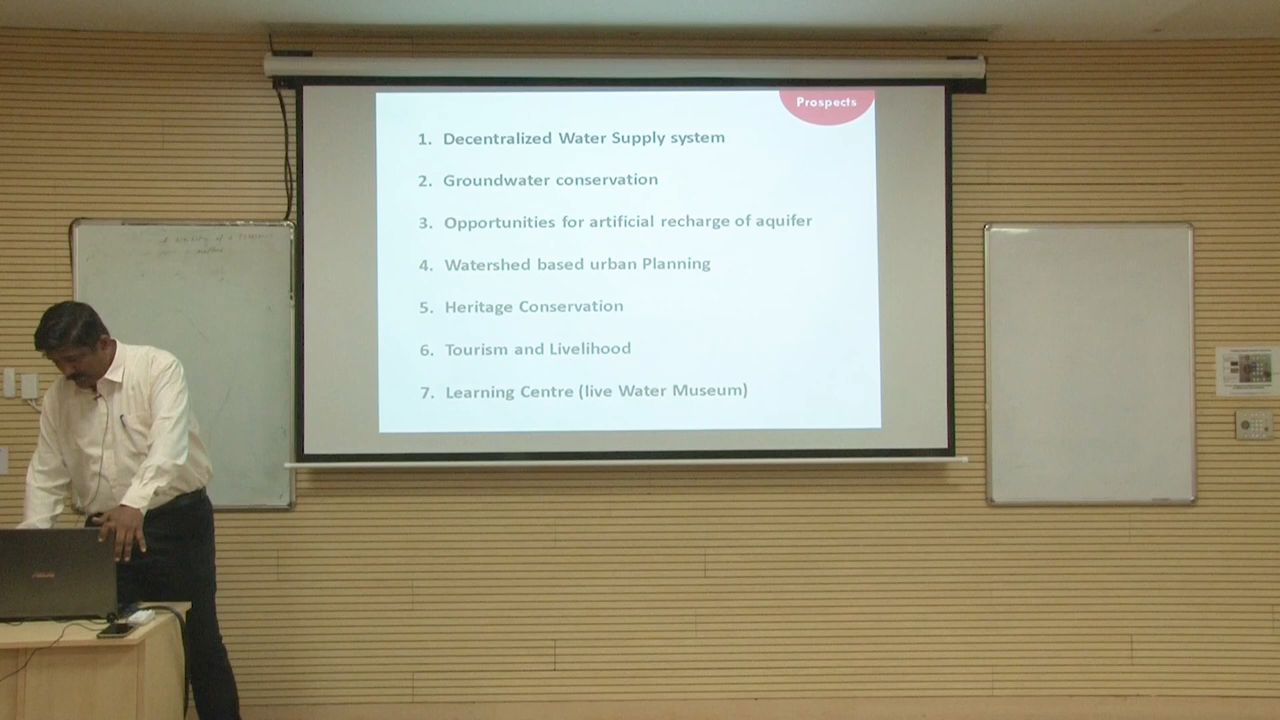 Prospects
1. Decentralized Water Supply system
2. Groundwater conservation
3. Opportunities for artificial recharge of aquifer
4. Watershed based urban Planning
5. Heritage Conservation
6. Tourism and Livelihood
7. Learning Centre (live Water Museum)